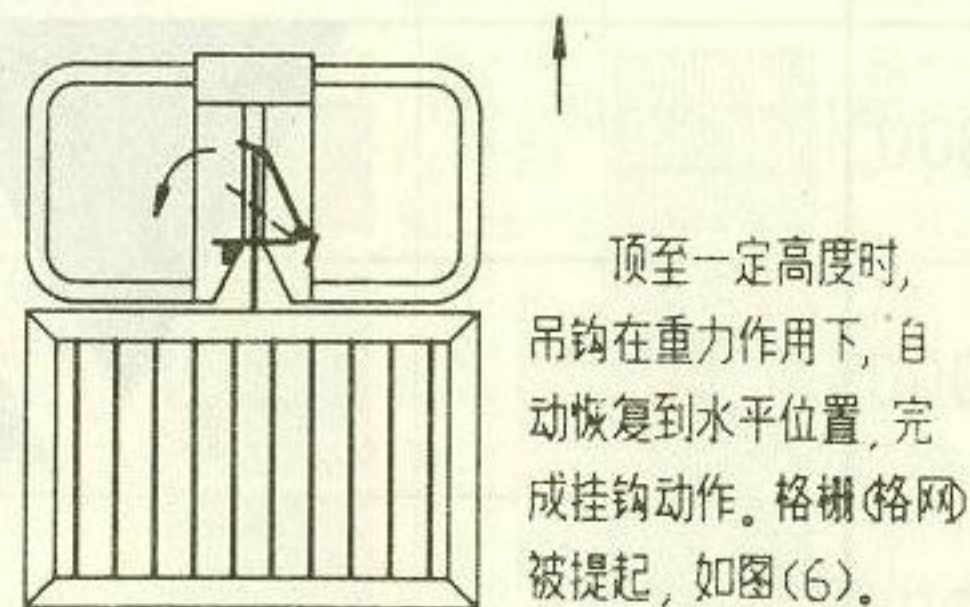 顶至一定高度时,
吊钩在重力作用下, 自
动恢复到水平位置, 完
成挂钩动作。格栅(格网)
被提起, 如图(6)。